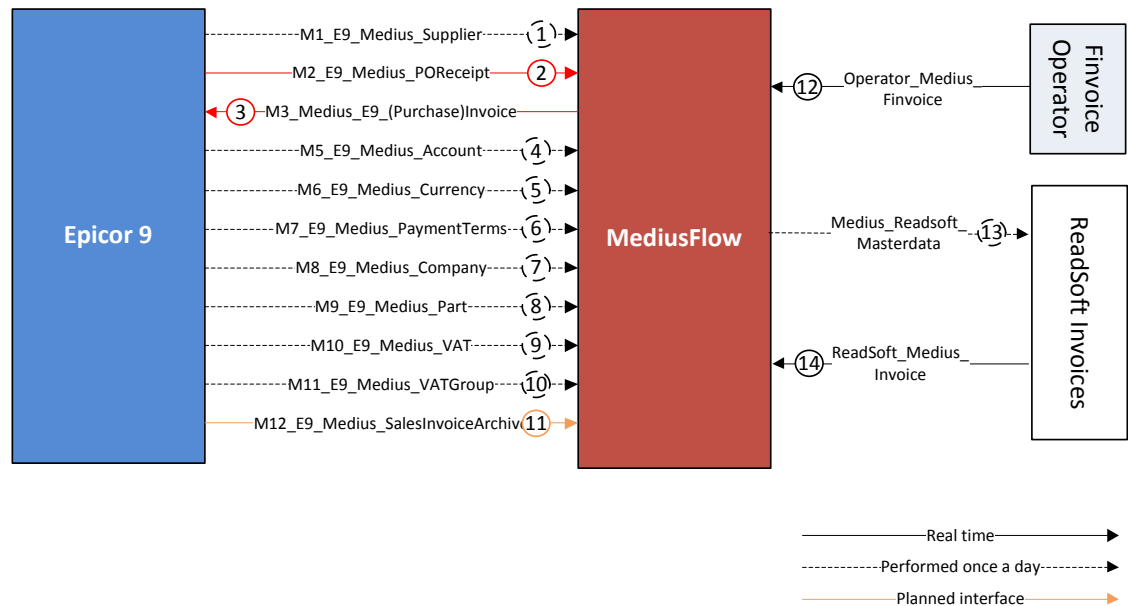 Epicor 9
M1_E9_Medius_Supplier 1
M2_E9_Medius_POReceipt 2
3 M3_Medius_E9_(Purchase)Invoice
M5_E9_Medius_Account 4
M6_E9_Medius_Currency 5
M7_E9_Medius_PaymentTerms 6
M8_E9_Medius_Company 7
M9_E9_Medius_Part 8
M10_E9_Medius_VAT 9
M11_E9_Medius_VATGroup 10
M12_E9_Medius_SalesInvoiceArchiv 11
MediusFlow
12 Operator_Medius_
Finvoice
Medius_Readsoft_
Masterdata 13
14 ReadSoft_Medius_
Invoice
Finvoice
Operator
ReadSoft Invoices
Real time
Performed once a day
Planned interface